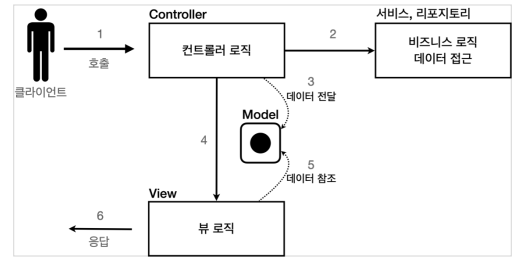 Controller
서비스, 리포지토리
1
호출
컨트롤러 로직
2
비즈니스 로직
데이터 접근
클라이언트
3
데이터 전달
Model
4
5
데이터 참조
View
6
응답
뷰 로직